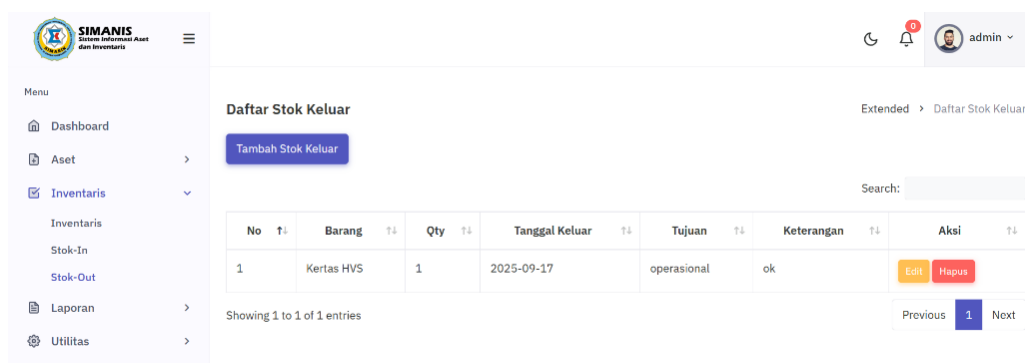 SIMANIS
Sistem Informasi Aset
dan Inventaris
SIMANIS
0
admin
Menu
Dashboard
Aset
Inventaris
Inventaris
Stok-In
Stok-Out
Laporan
Utilitas
Daftar Stok Keluar
Extended > Daftar Stok Keluar
Tambah Stok Keluar
Search:
No Barang Qty Tanggal Keluar Tujuan Keterangan Aksi
1 Kertas HVS 1 2025-09-17 operasional ok Edit Hapus
Showing 1 to 1 of 1 entries
Previous 1 Next